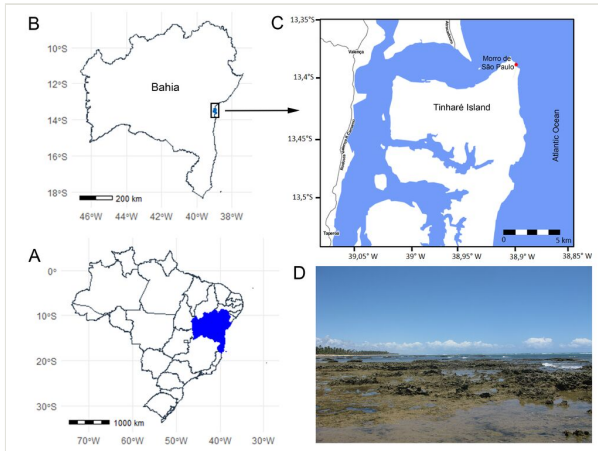 B
10°S
12°S
14°S
16°S
18°S
Bahia
200 km
46°W 44°W 42°W 40°W 38°W
C
13,35°S
13,4°S
13,45°S
13,5°S
Valença
Morro de
São Paulo
Tinharé Island
Atlantic Ocean
Taperoá
0 5 km
39,05°W 39°W 38,95°W 38,9°W 38,85°W
A
0°
10°S
20°S
30°S
1000 km
70°W 60°W 50°W 40°W 30°W
D